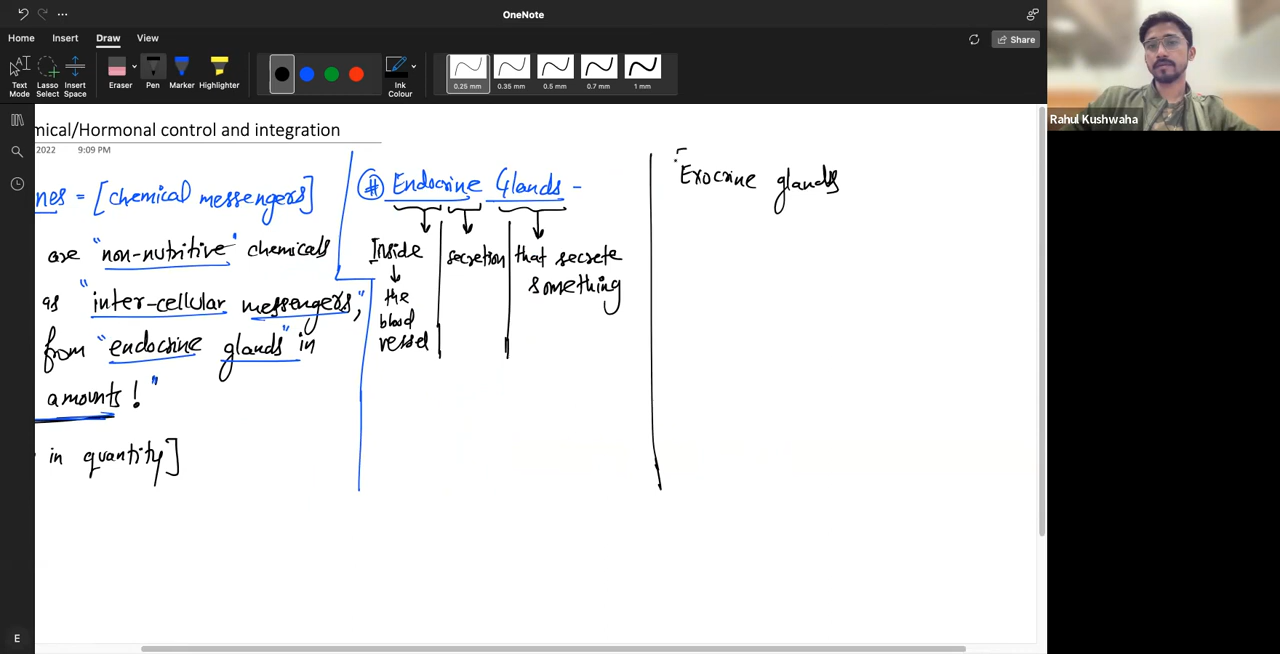 OneNote
Home Insert Draw View
Share
Text Mode
Lasso Select
Insert Space
Eraser
Pen
Marker
Highlighter
Ink Colour
0.25 mm 0.35 mm 0.5 mm 0.7 mm 1 mm
Rahul Kushwaha
mical/Hormonal control and integration
2022 9:09 PM
nes = [chemical messengers]
are "non-nutritive" chemicals
as "inter-cellular messengers,"
from "endocrine glands" in
amounts! "
in quantity]
# Endocrine Glands -
Inside secretion that secrete
something
the
blood
vessel
Exocrine glands
E